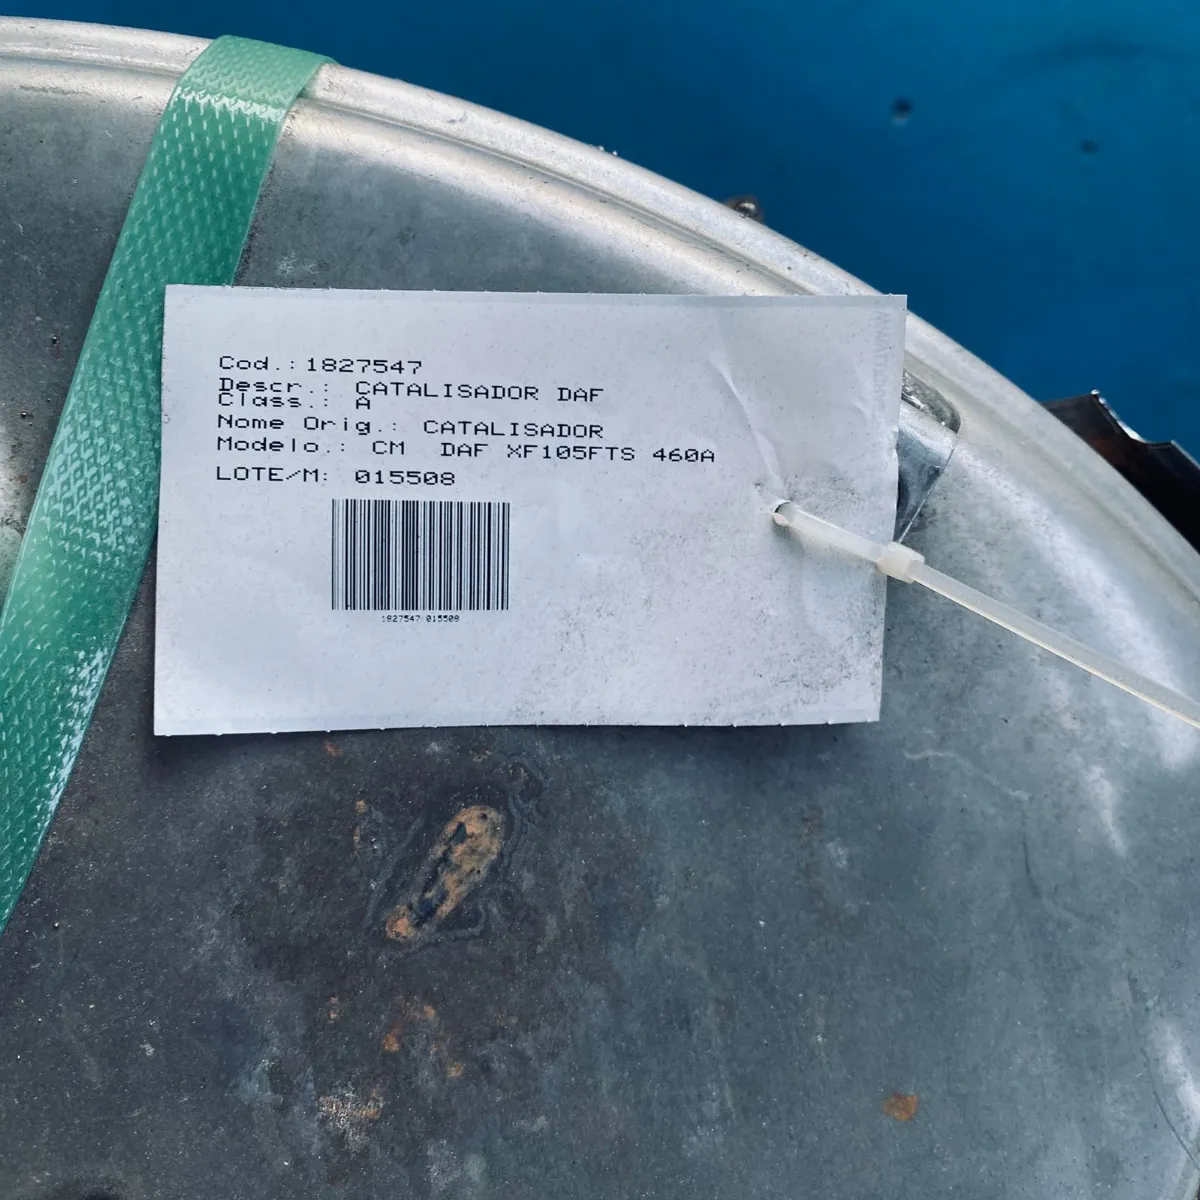 Cod.: 1827547
Descr.: CATALISADOR DAF
Class.: A
Nome Orig.: CATALISADOR
Modelo.: CM DAF XF105FTS 460A
LOTE/M: 015508
1827547/015508